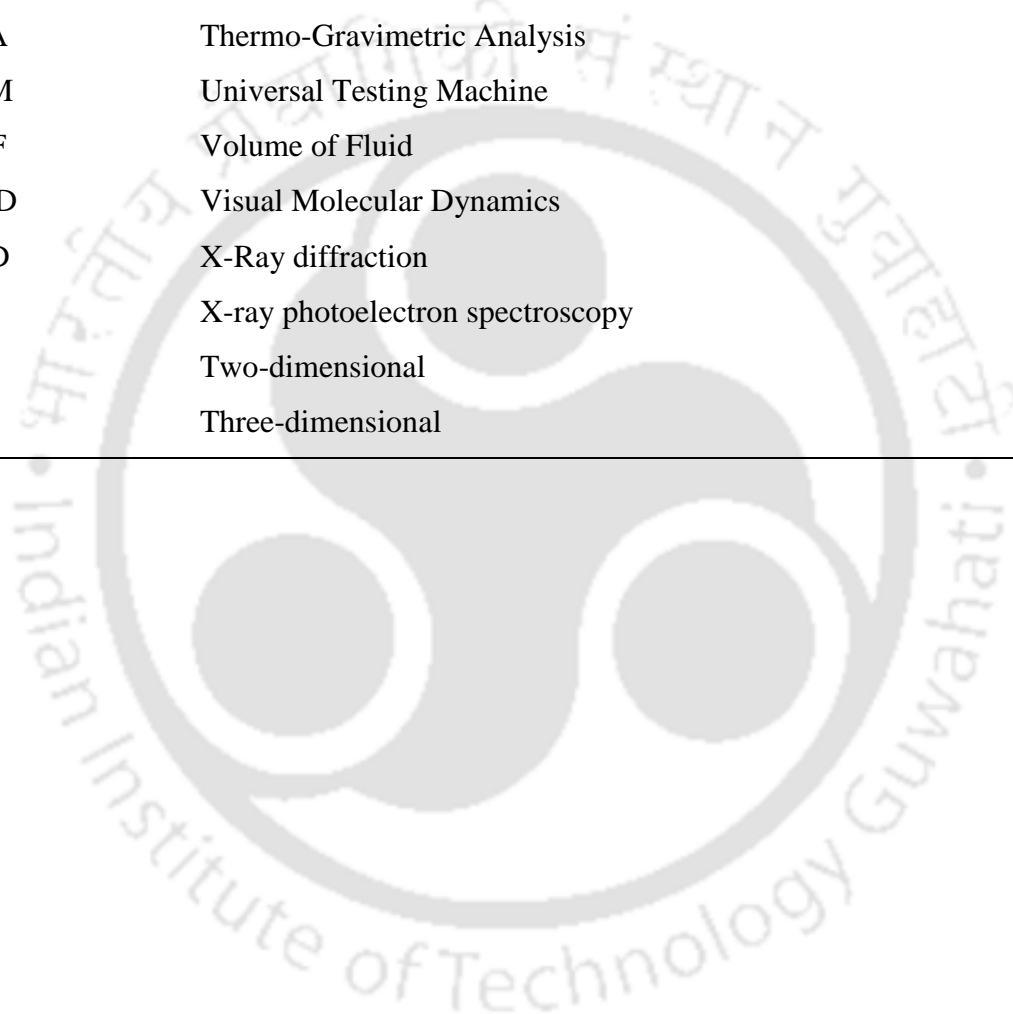 A Thermo-Gravimetric Analysis
M Universal Testing Machine
F Volume of Fluid
D Visual Molecular Dynamics
D X-Ray diffraction
X-ray photoelectron spectroscopy
Two-dimensional
Three-dimensional
भारतीय प्रौद्योगिकी संस्थान गुवाहाटी
• Indian Institute of Technology Guwahati •